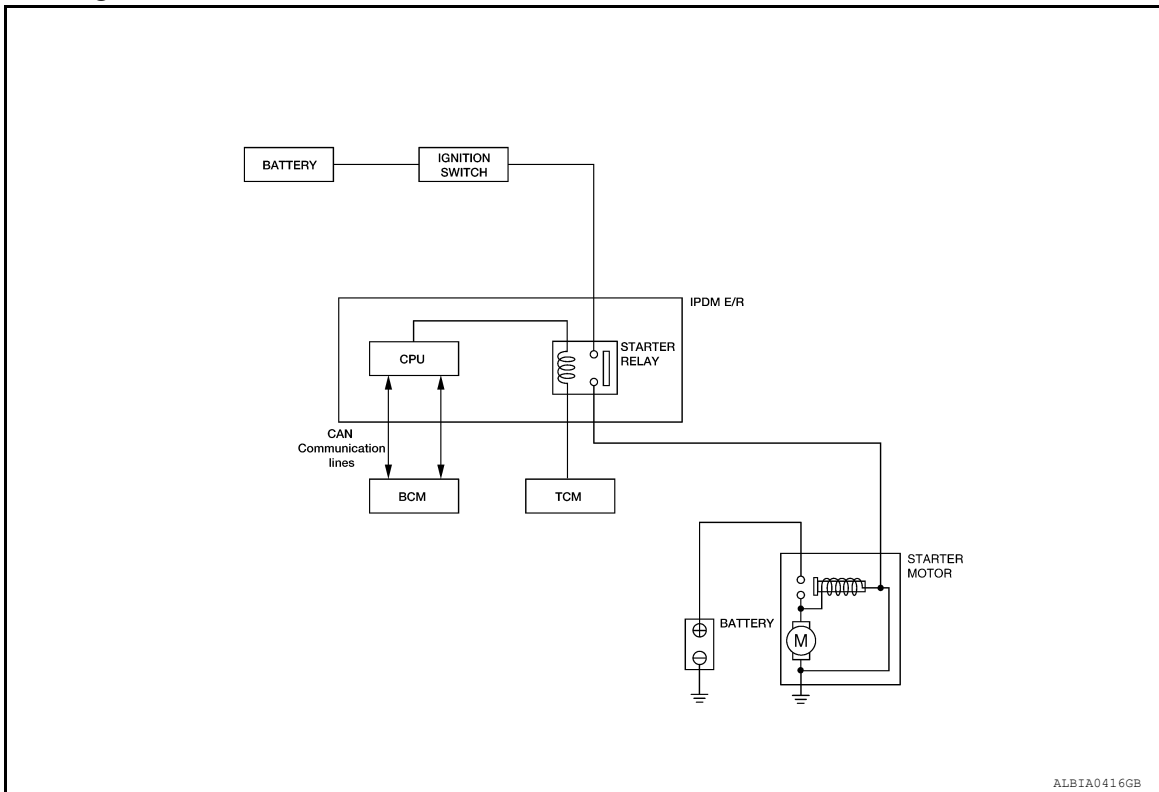 BATTERY
IGNITION
SWITCH
IPDM E/R
CPU
STARTER
RELAY
CAN
Communication
lines
BCM
TCM
STARTER
MOTOR
BATTERY
M
ALBIA0416GB